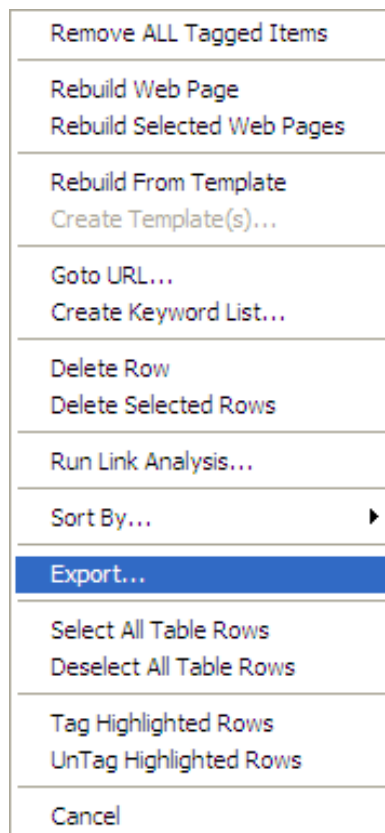 Remove ALL Tagged Items
Rebuild Web Page
Rebuild Selected Web Pages
Rebuild From Template
Create Template(s)...
Goto URL...
Create Keyword List...
Delete Row
Delete Selected Rows
Run Link Analysis...
Sort By...
Export...
Select All Table Rows
Deselect All Table Rows
Tag Highlighted Rows
UnTag Highlighted Rows
Cancel